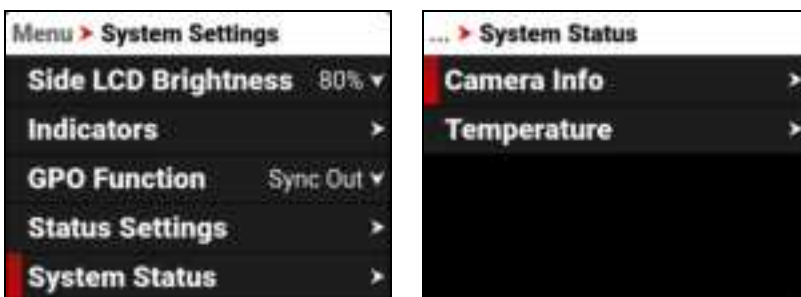 Menu > System Settings
Side LCD Brightness 80%
Indicators >
GPO Function Sync Out
Status Settings >
System Status >
... > System Status
Camera Info >
Temperature >